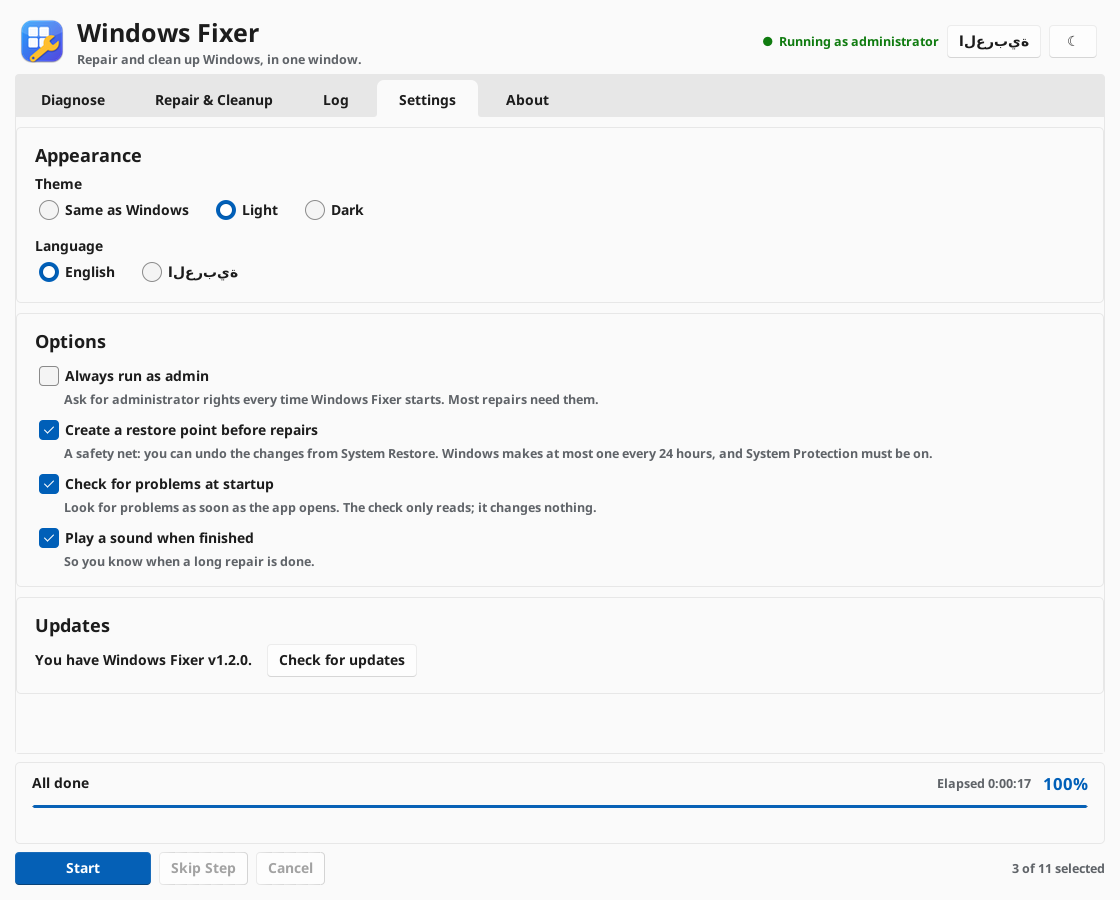 Windows Fixer
Repair and clean up Windows, in one window.
Running as administrator
ةيبرعلا
☾
Diagnose
Repair & Cleanup
Log
Settings
About
Appearance
Theme
Same as Windows
Light
Dark
Language
English
ةيبرعلا
Options
Always run as admin
Ask for administrator rights every time Windows Fixer starts. Most repairs need them.
Create a restore point before repairs
A safety net: you can undo the changes from System Restore. Windows makes at most one every 24 hours, and System Protection must be on.
Check for problems at startup
Look for problems as soon as the app opens. The check only reads; it changes nothing.
Play a sound when finished
So you know when a long repair is done.
Updates
You have Windows Fixer v1.2.0.
Check for updates
All done
Elapsed 0:00:17
100%
Start
Skip Step
Cancel
3 of 11 selected